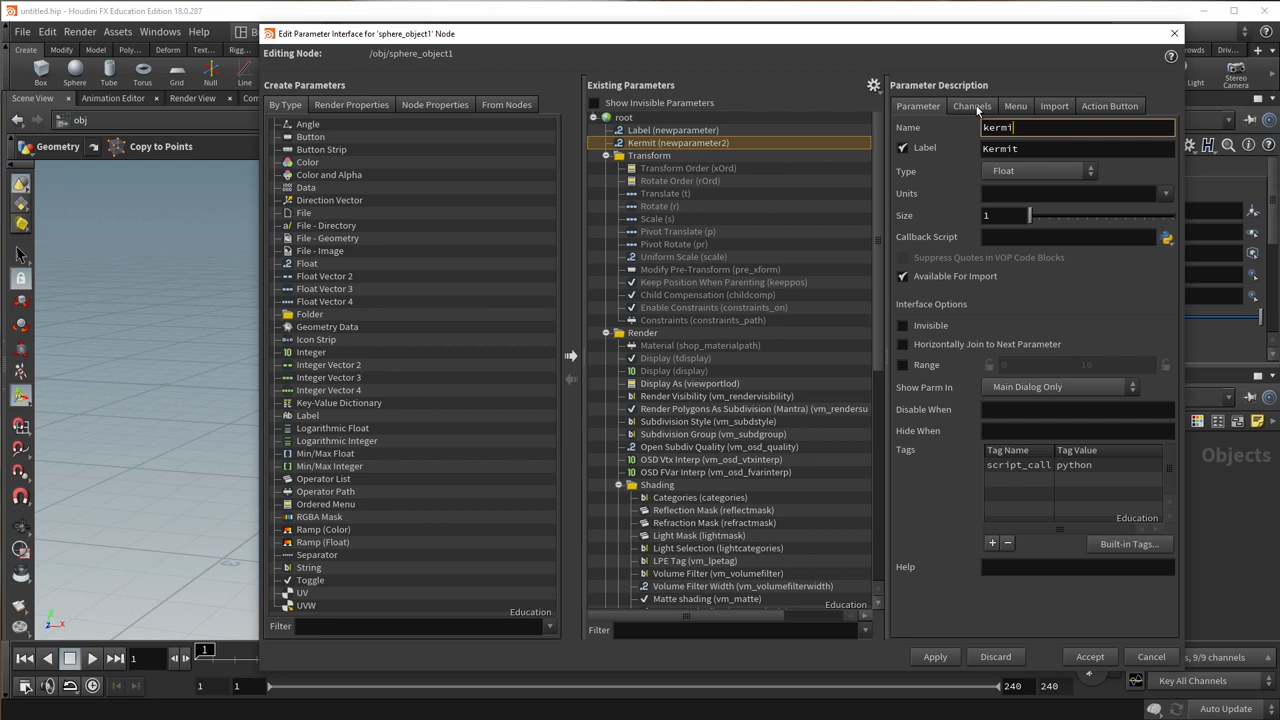 untitled.hip - Houdini FX Education Edition 18.0.287
File Edit Render Assets Windows Help
Edit Parameter Interface for 'sphere_object1' Node
Editing Node: /obj/sphere_object1
Create Modify Model Poly... Deform Text... Rigg...
Driv...
Box Sphere Tube Torus Grid Null Line
Stereo Camera
Scene View Animation Editor Render View
obj
Geometry Copy to Points
Create Parameters
By Type Render Properties Node Properties From Nodes
Angle
Button
Button Strip
Color
Color and Alpha
Data
Direction Vector
File
File - Directory
File - Geometry
File - Image
Float
Float Vector 2
Float Vector 3
Float Vector 4
Folder
Geometry Data
Icon Strip
Integer
Integer Vector 2
Integer Vector 3
Integer Vector 4
Key-Value Dictionary
Label
Logarithmic Float
Logarithmic Integer
Min/Max Float
Min/Max Integer
Operator List
Operator Path
Ordered Menu
RGBA Mask
Ramp (Color)
Ramp (Float)
Separator
String
Toggle
UV
UVW
Education
Filter
Existing Parameters
Show Invisible Parameters
root
Label (newparameter)
Kermit (newparameter2)
Transform
Transform Order (xOrd)
Rotate Order (rOrd)
Translate (t)
Rotate (r)
Scale (s)
Pivot Translate (p)
Pivot Rotate (pr)
Uniform Scale (scale)
Modify Pre-Transform (pre_xform)
Keep Position When Parenting (keeppos)
Child Compensation (childcomp)
Enable Constraints (constraints_on)
Constraints (constraints_path)
Render
Material (shop_materialpath)
Display (tdisplay)
Display (display)
Display As (viewportlod)
Render Visibility (vm_rendervisibility)
Render Polygons As Subdivision (Mantra) (vm_rendersu
Subdivision Style (vm_subdstyle)
Subdivision Group (vm_subdgroup)
Open Subdiv Quality (vm_osd_quality)
OSD Vtx Interp (vm_osd_vtxinterp)
OSD FVar Interp (vm_osd_fvarinterp)
Shading
Categories (categories)
Reflection Mask (reflectmask)
Refraction Mask (refractmask)
Light Mask (lightmask)
Light Selection (lightcategories)
LPE Tag (vm_lpetag)
Volume Filter (vm_volumefilter)
Volume Filter Width (vm_volumefilterwidth)
Matte shading (vm_matte)
Education
Filter
Parameter Description
Parameter Channels Menu Import Action Button
Name kermi
Label Kermit
Type Float
Units
Size 1
Callback Script
Suppress Quotes in VOP Code Blocks
Available For Import
Interface Options
Invisible
Horizontally Join to Next Parameter
Range 0 10
Show Parm In Main Dialog Only
Disable When
Hide When
Tags Tag Name Tag Value
script_call python
Education
+ - Built-in Tags...
Help
Apply Discard Accept Cancel
Objects
1 1
s, 9/9 channels
1 1 240 240
Key All Channels
Auto Update